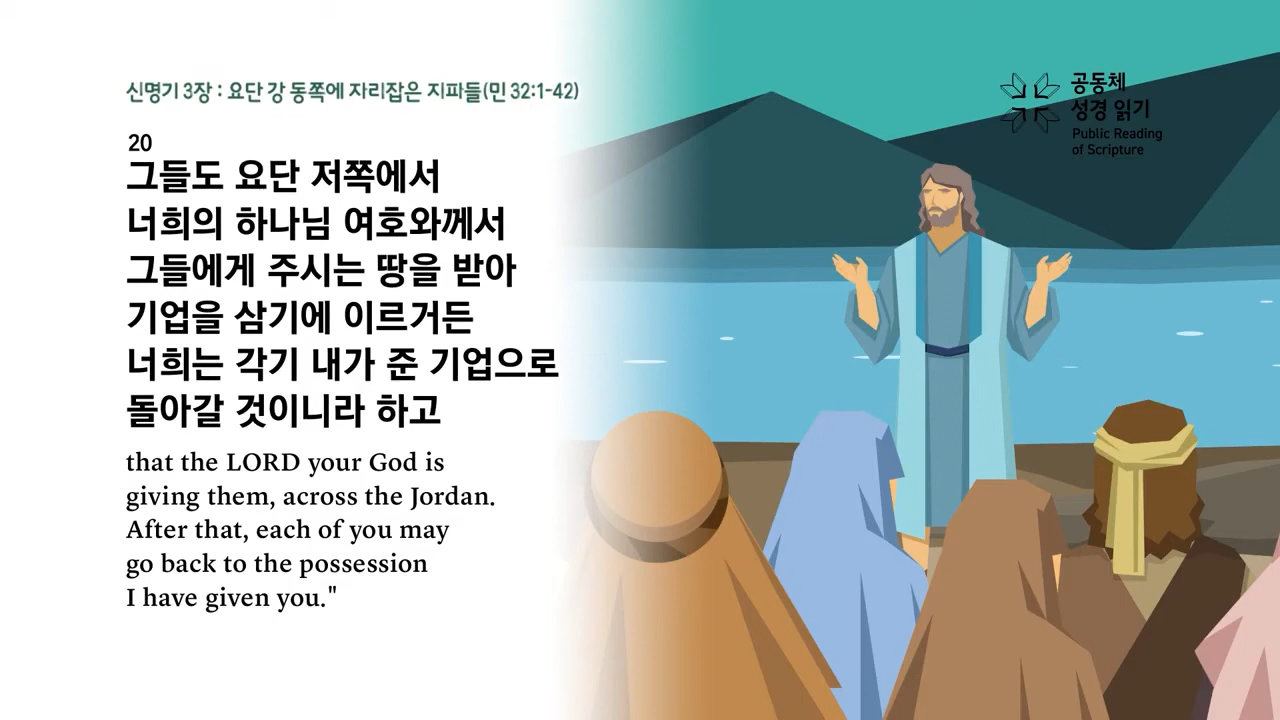 신명기 3장 : 요단 강 동쪽에 자리잡은 지파들(민 32:1-42)
20
그들도 요단 저쪽에서
너희의 하나님 여호와께서
그들에게 주시는 땅을 받아
기업을 삼기에 이르거든
너희는 각기 내가 준 기업으로
돌아갈 것이니라 하고
that the LORD your God is
giving them, across the Jordan.
After that, each of you may
go back to the possession
I have given you."
공동체
성경 읽기
Public Reading
of Scripture